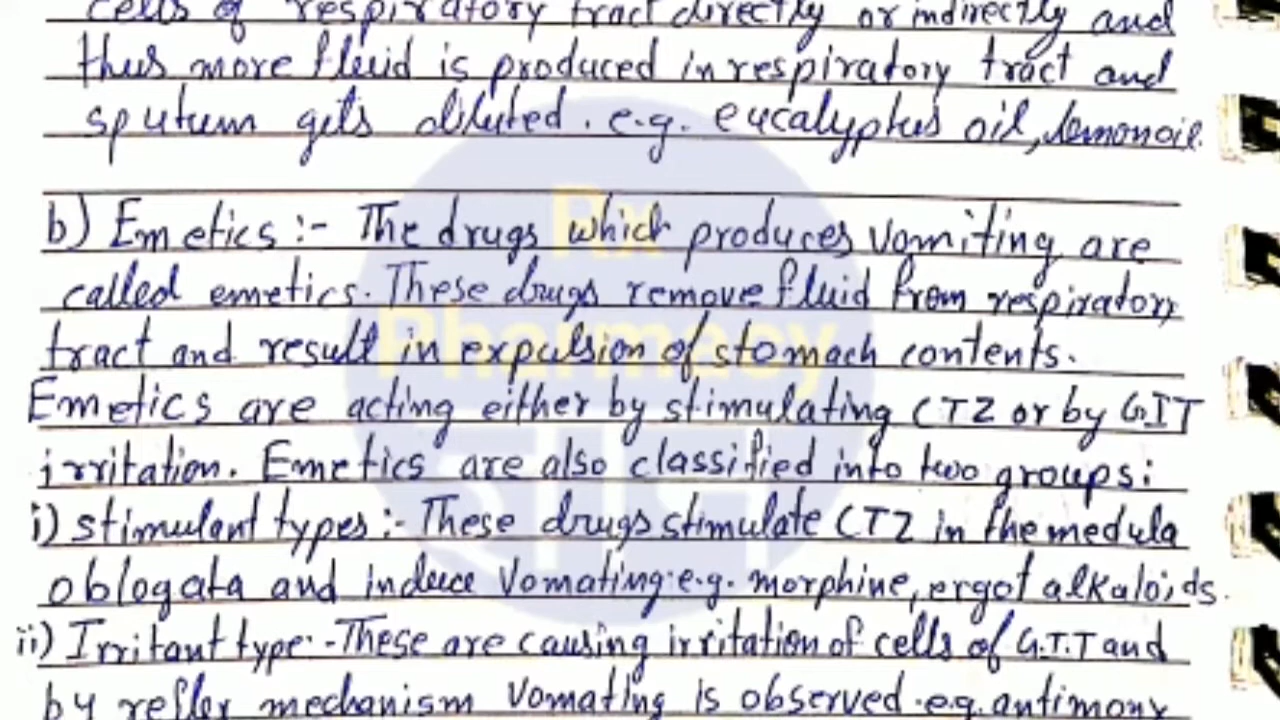 cells of respiratory tract directly or indirectly and
thus more fluid is produced in respiratory tract and
sputum gets diluted. e.g. eucalyptus oil, lemon oil.
b) Emetics :- The drugs which produces vomiting are
called emetics. These drugs remove fluid from respiratory
tract and result in expulsion of stomach contents.
Emetics are acting either by stimulating CTZ or by GIT
irritation. Emetics are also classified into two groups:
i) stimulant types :- These drugs stimulate CTZ in the medula
oblogata and induce Vomating. e.g. morphine, ergot alkaloids.
ii) Irritant type - These are causing irritation of cells of G.I.T and
by reflex mechanism Vomating is observed. e.g. antimony
Rx
Pharmacy